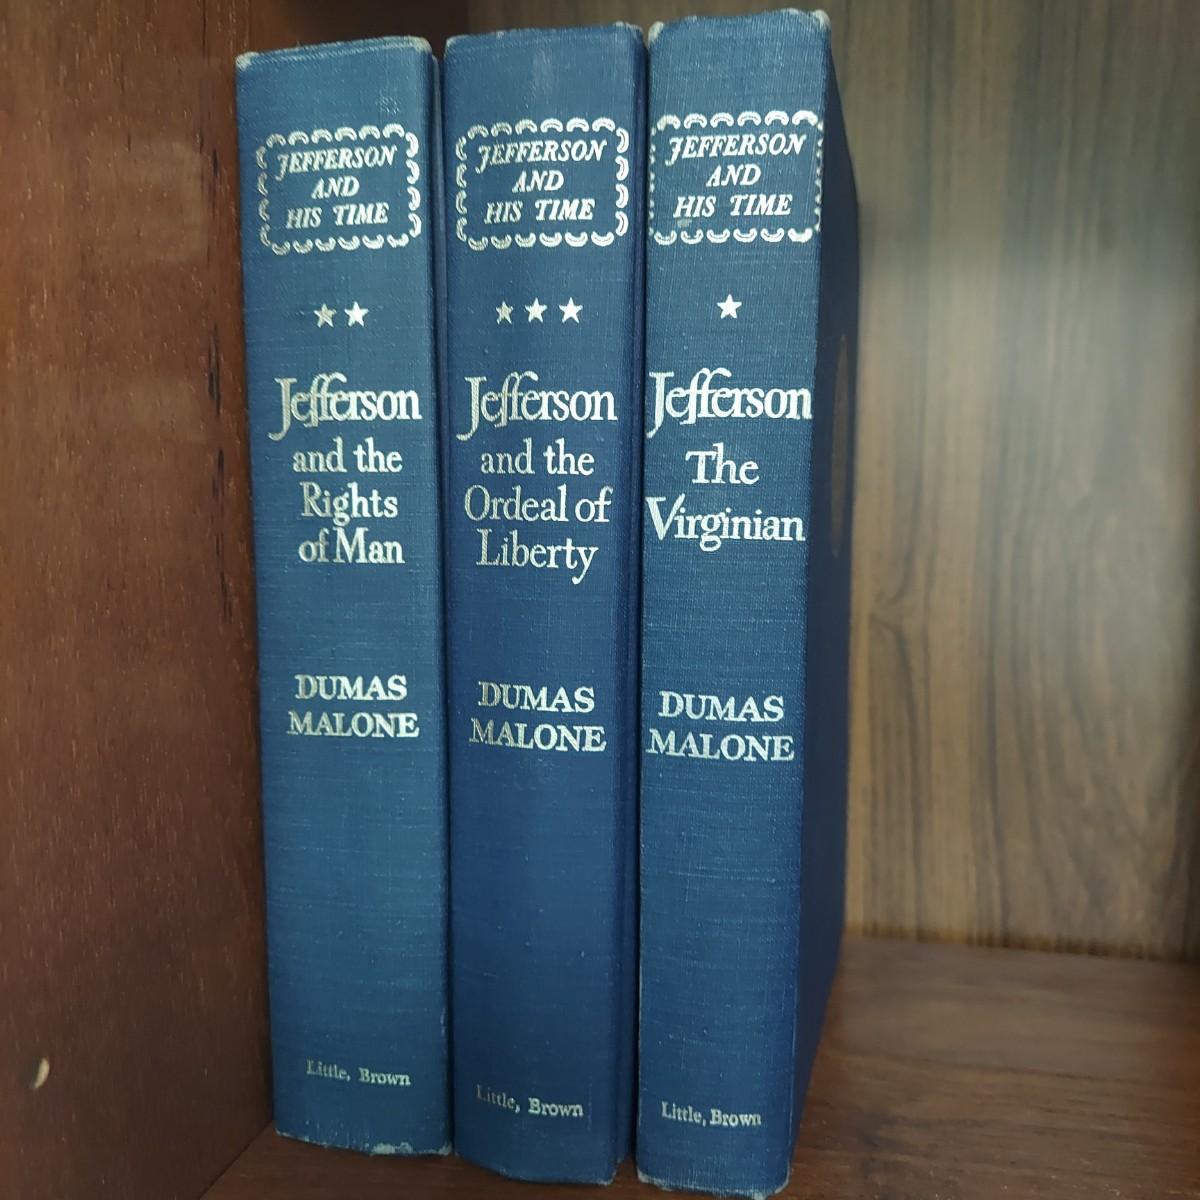 JEFFERSON
AND
HIS TIME
Jefferson
and the
Rights
of Man
DUMAS
MALONE
Little, Brown
JEFFERSON
AND
HIS TIME
Jefferson
and the
Ordeal of
Liberty
DUMAS
MALONE
Little, Brown
JEFFERSON
AND
HIS TIME
Jefferson
The
Virginian
DUMAS
MALONE
Little, Brown